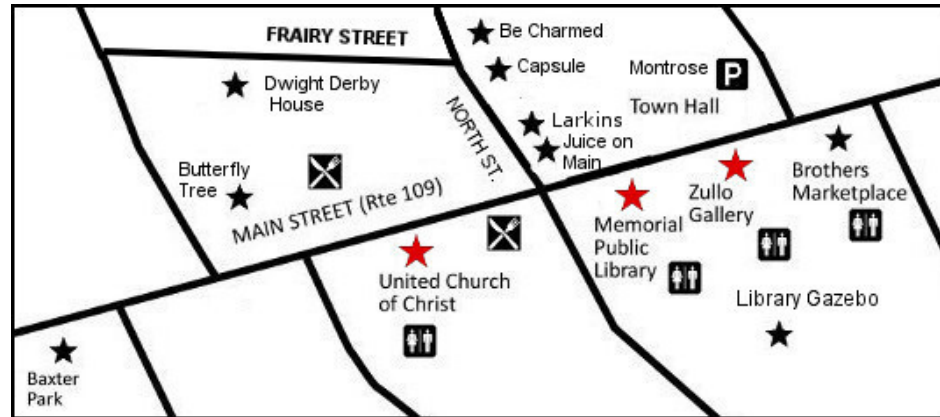 FRAIRY STREET
Be Charmed
Capsule
Montrose
P
Town Hall
Dwight Derby
House
NORTH ST.
Larkins
Juice on
Main
Butterfly
Tree
MAIN STREET (Rte 109)
Brothers
Marketplace
Zullo
Gallery
Memorial
Public
Library
United Church
of Christ
Library Gazebo
Baxter
Park